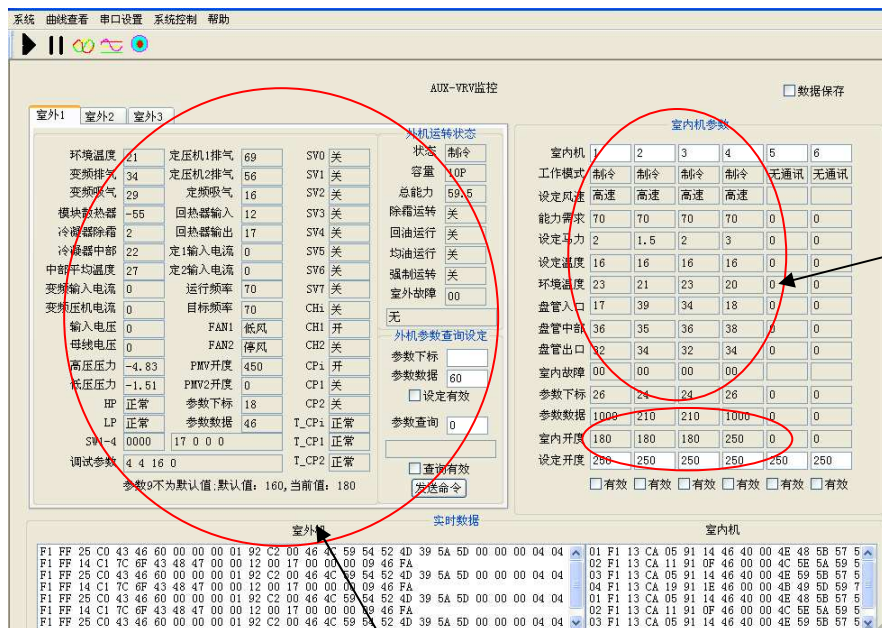 系统 曲线查看 串口设置 系统控制 帮助
AUX-VRV监控
数据保存
室外1 室外2 室外3
环境温度 21 定压机1排气 69 SV0 关
变频排气 34 定压机2排气 56 SV1 关
变频吸气 29 定频吸气 16 SV2 关
模块散热器 -55 回热器输入 12 SV3 关
冷凝器除霜 2 回热器输出 17 SV4 关
冷凝器中部 22 定1输入电流 0 SV5 关
中部平均温度 27 定2输入电流 0 SV6 关
变频输入电流 0 运行频率 70 SV7 关
变频压机电流 0 目标频率 70 CHi 关
输入电压 0 FAN1 低风 CH1 开
母线电压 0 FAN2 停风 CH2 关
高压压力 -4.83 PMV开度 450 CPi 开
低压压力 -1.51 PMV2开度 0 CP1 关
HP 正常 参数下标 18 CP2 关
LP 正常 参数数据 46 T_CPi 正常
SW1-4 0000 17 0 0 0 T_CP1 正常
调试参数 4 4 16 0 T_CP2 正常
参数9不为默认值:默认值: 160,当前值: 180
外机运转状态
状态 制冷
容量 10P
总能力 59.5
除霜运转 关
回油运行 关
均油运行 关
强制运转 关
室外故障 00
无
外机参数查询设定
参数下标
参数数据 60
设定有效
参数查询 0
查询有效
发送命令
室内机参数
室内机 1 2 3 4 5 6
工作模式 制冷 制冷 制冷 制冷 无通讯 无通讯
设定风速 高速 高速 高速 高速
能力需求 70 70 70 70 0 0
设定马力 2 1.5 2 3 0 0
设定温度 16 16 16 16 0 0
环境温度 23 21 23 20 0 0
盘管入口 17 39 34 18 0 0
盘管中部 36 35 36 38 0 0
盘管出口 32 34 32 34 0 0
室内故障 00 00 00 00
参数下标 26 24 24 26 0 0
参数数据 1000 210 210 1000 0 0
室内开度 180 180 180 250 0 0
设定开度 250 250 250 250 250 250
有效 有效 有效 有效 有效 有效
实时数据
室外机
F1 FF 25 C0 43 46 60 00 00 00 01 92 C2 00 46 4C 59 54 52 4D 39 5A 5D 00 00 00 04 04
F1 FF 14 C1 7C 6F 43 48 47 00 00 12 00 17 00 00 00 09 46 FA
F1 FF 25 C0 43 46 60 00 00 00 01 92 C2 00 46 4C 59 54 52 4D 39 5A 5D 00 00 00 04 04
F1 FF 14 C1 7C 6F 43 48 47 00 00 12 00 17 00 00 00 09 46 FA
F1 FF 25 C0 43 46 60 00 00 00 01 92 C2 00 46 4C 59 54 52 4D 39 5A 5D 00 00 00 04 04
F1 FF 14 C1 7C 6F 43 48 47 00 00 12 00 17 00 00 00 09 46 FA
F1 FF 25 C0 43 46 60 00 00 00 01 92 C2 00 46 4C 59 54 52 4D 39 5A 5D 00 00 00 04 04
室内机
01 F1 13 CA 05 91 14 46 40 00 4E 48 5B 57 5
02 F1 13 CA 11 91 0F 46 00 00 4C 5E 5A 59 5
03 F1 13 CA 05 91 14 46 40 00 4E 59 5B 57 5
04 F1 13 CA 19 91 1E 46 00 00 4B 49 5D 59 7
01 F1 13 CA 05 91 14 46 40 00 4E 48 5B 57 5
02 F1 13 CA 11 91 0F 46 00 00 4C 5E 5A 59 5
03 F1 13 CA 05 91 14 46 40 00 4E 59 5B 57 5